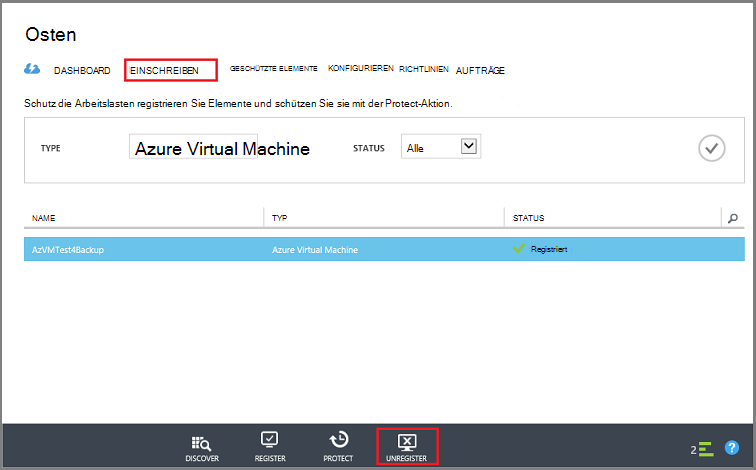 Osten
DASHBOARD EINSCHREIBEN GESCHÜTZTE ELEMENTE KONFIGURIEREN RICHTLINIEN AUFTRÄGE
Schutz die Arbeitslasten registrieren Sie Elemente und schützen Sie sie mit der Protect-Aktion.
TYPE Azure Virtual Machine STATUS Alle
NAME TYP STATUS
AzVMTest4Backup Azure Virtual Machine Registriert
DISCOVER REGISTER PROTECT UNREGISTER 2 ?